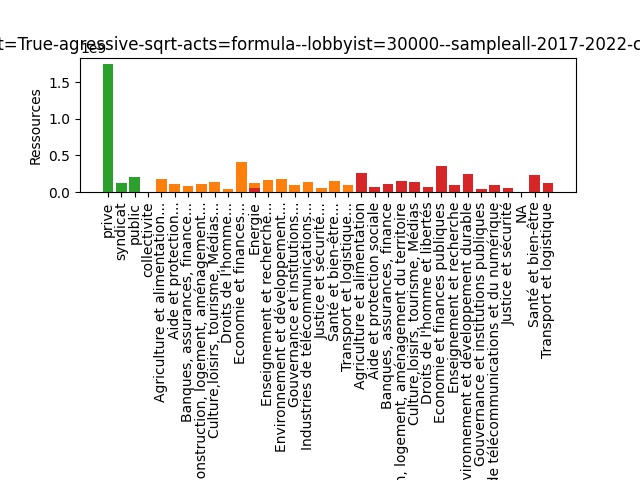 t=True-agressive-sqrt-acts=formula--lobbyist=30000--sampleall-2017-2022-c
1e9
Ressources
1.5
1.0
0.5
0.0
prive
syndicat
public
collectivite
Agriculture et alimentation...
Aide et protection...
Banques, assurances, finance...
onstruction, logement, aménagement...
Culture,loisirs, tourisme, Médias...
Droits de l'homme...
Economie et finances...
Energie
Enseignement et recherche...
Environnement et développement...
Gouvernance et institutions...
Industries de télécommunications...
Justice et sécurité...
Santé et bien-être...
Transport et logistique...
Agriculture et alimentation
Aide et protection sociale
Banques, assurances, finance
n, logement, aménagement du territoire
Culture,loisirs, tourisme, Médias
Droits de l'homme et libertés
Economie et finances publiques
Enseignement et recherche
vironnement et développement durable
Gouvernance et institutions publiques
de télécommunications et du numérique
Justice et sécurité
NA
Santé et bien-être
Transport et logistique